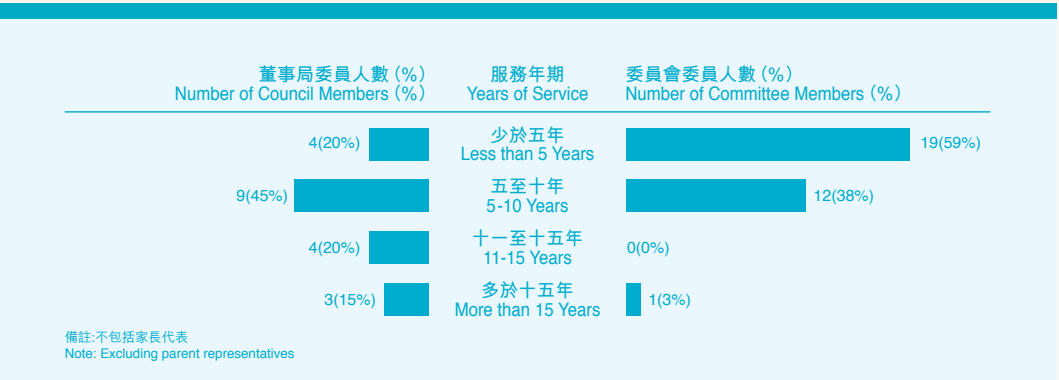 董事局委員人數 (%)
Number of Council Members (%)
服務年期
Years of Service
委員會委員人數 (%)
Number of Committee Members (%)
4(20%)
少於五年
Less than 5 Years
19(59%)
9(45%)
五至十年
5-10 Years
12(38%)
4(20%)
十一至十五年
11-15 Years
0(0%)
3(15%)
多於十五年
More than 15 Years
1(3%)
備註:不包括家長代表
Note: Excluding parent representatives